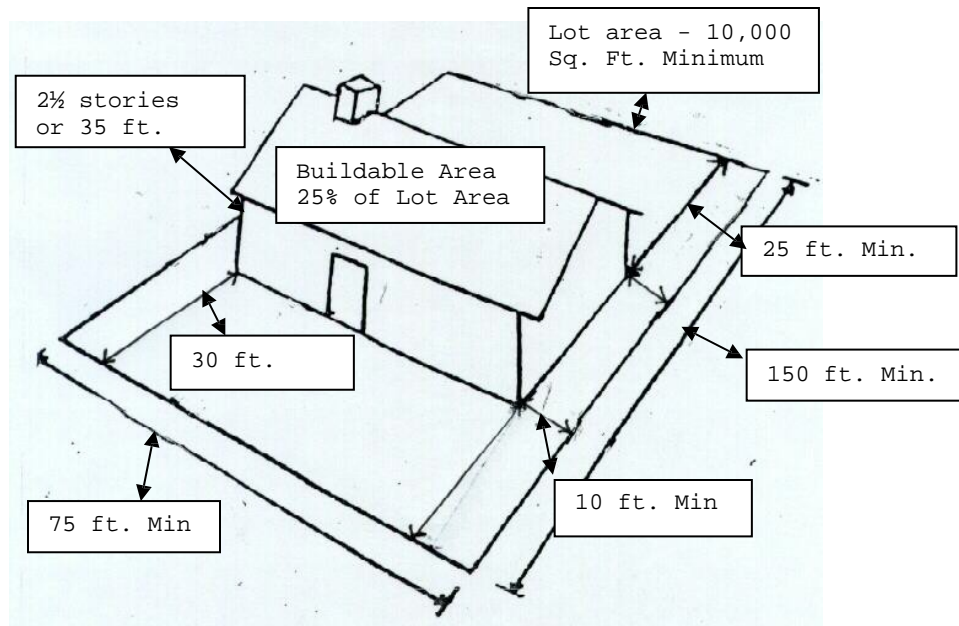 Lot area - 10,000
Sq. Ft. Minimum
2½ stories
or 35 ft.
Buildable Area
25% of Lot Area
25 ft. Min.
30 ft.
150 ft. Min.
10 ft. Min
75 ft. Min